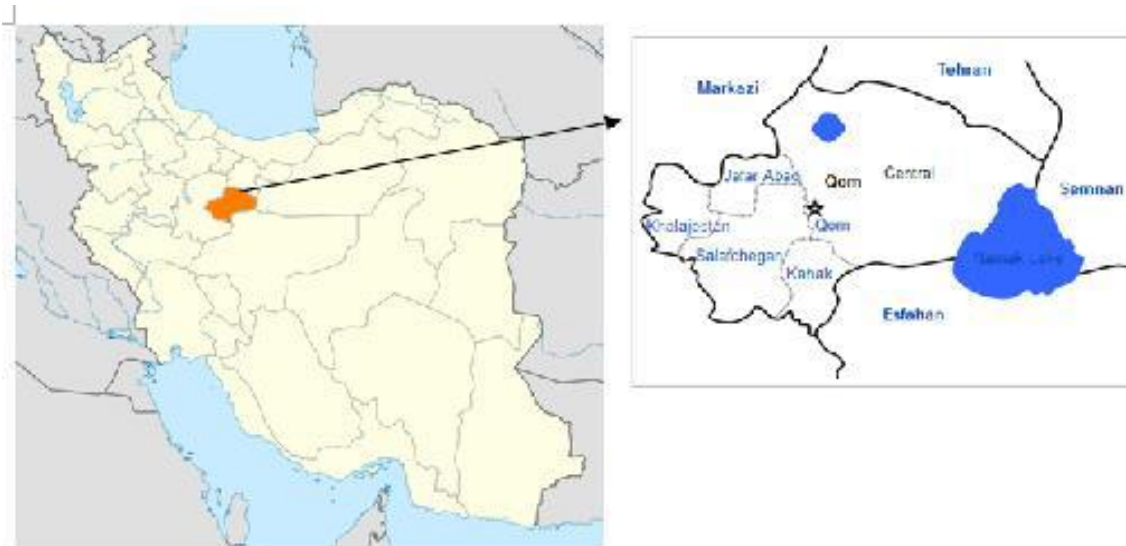 Tehran
Markazi
Jafar Abad
Qom
Central
Semnan
Khalajestan
Qom
Salafchegan
Kahak
Namak Lake
Esfahan